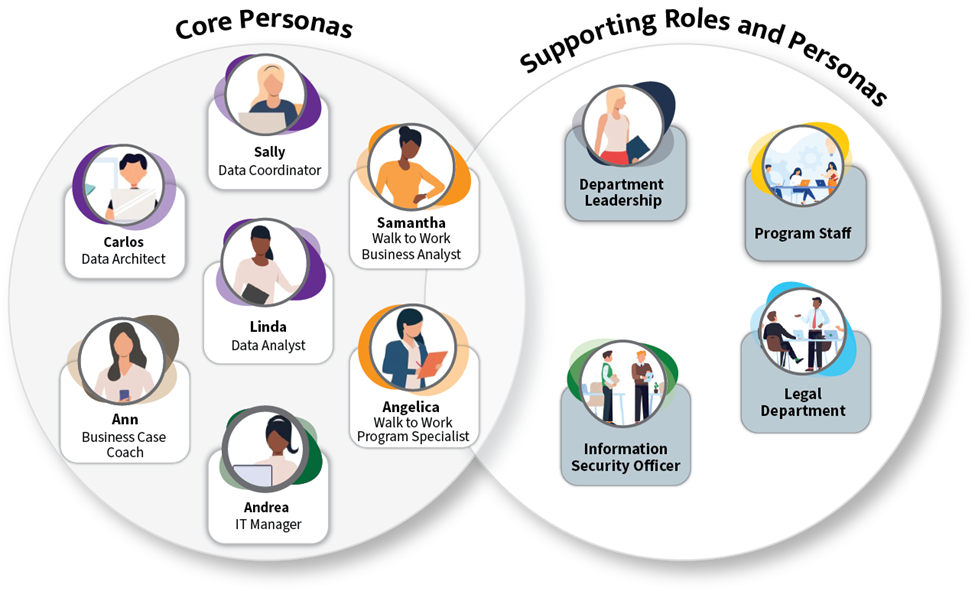 Core Personas
Sally
Data Coordinator
Carlos
Data Architect
Samantha
Walk to Work
Business Analyst
Linda
Data Analyst
Ann
Business Case
Coach
Angelica
Walk to Work
Program Specialist
Andrea
IT Manager
Supporting Roles and Personas
Department
Leadership
Program Staff
Legal
Department
Information
Security Officer